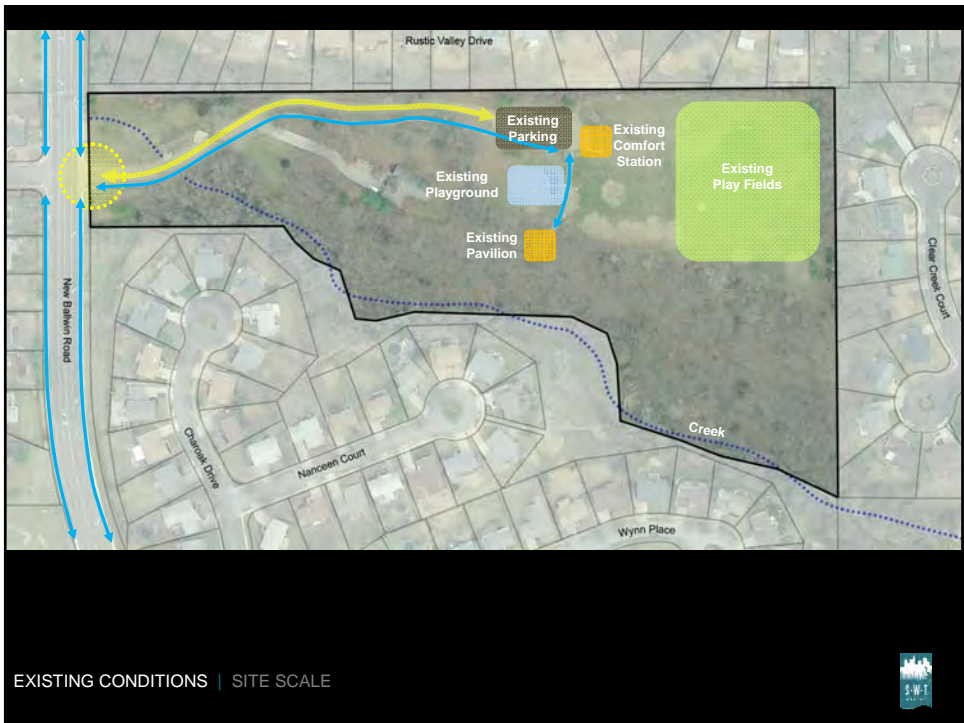 Rustic Valley Drive
Existing
Parking
Existing
Comfort
Station
Existing
Playground
Existing
Play Fields
Existing
Pavilion
New Ballwin Road
Clear Creek Court
Charoak Drive
Nanceen Court
Creek
Wynn Place
EXISTING CONDITIONS | SITE SCALE
S·W·T